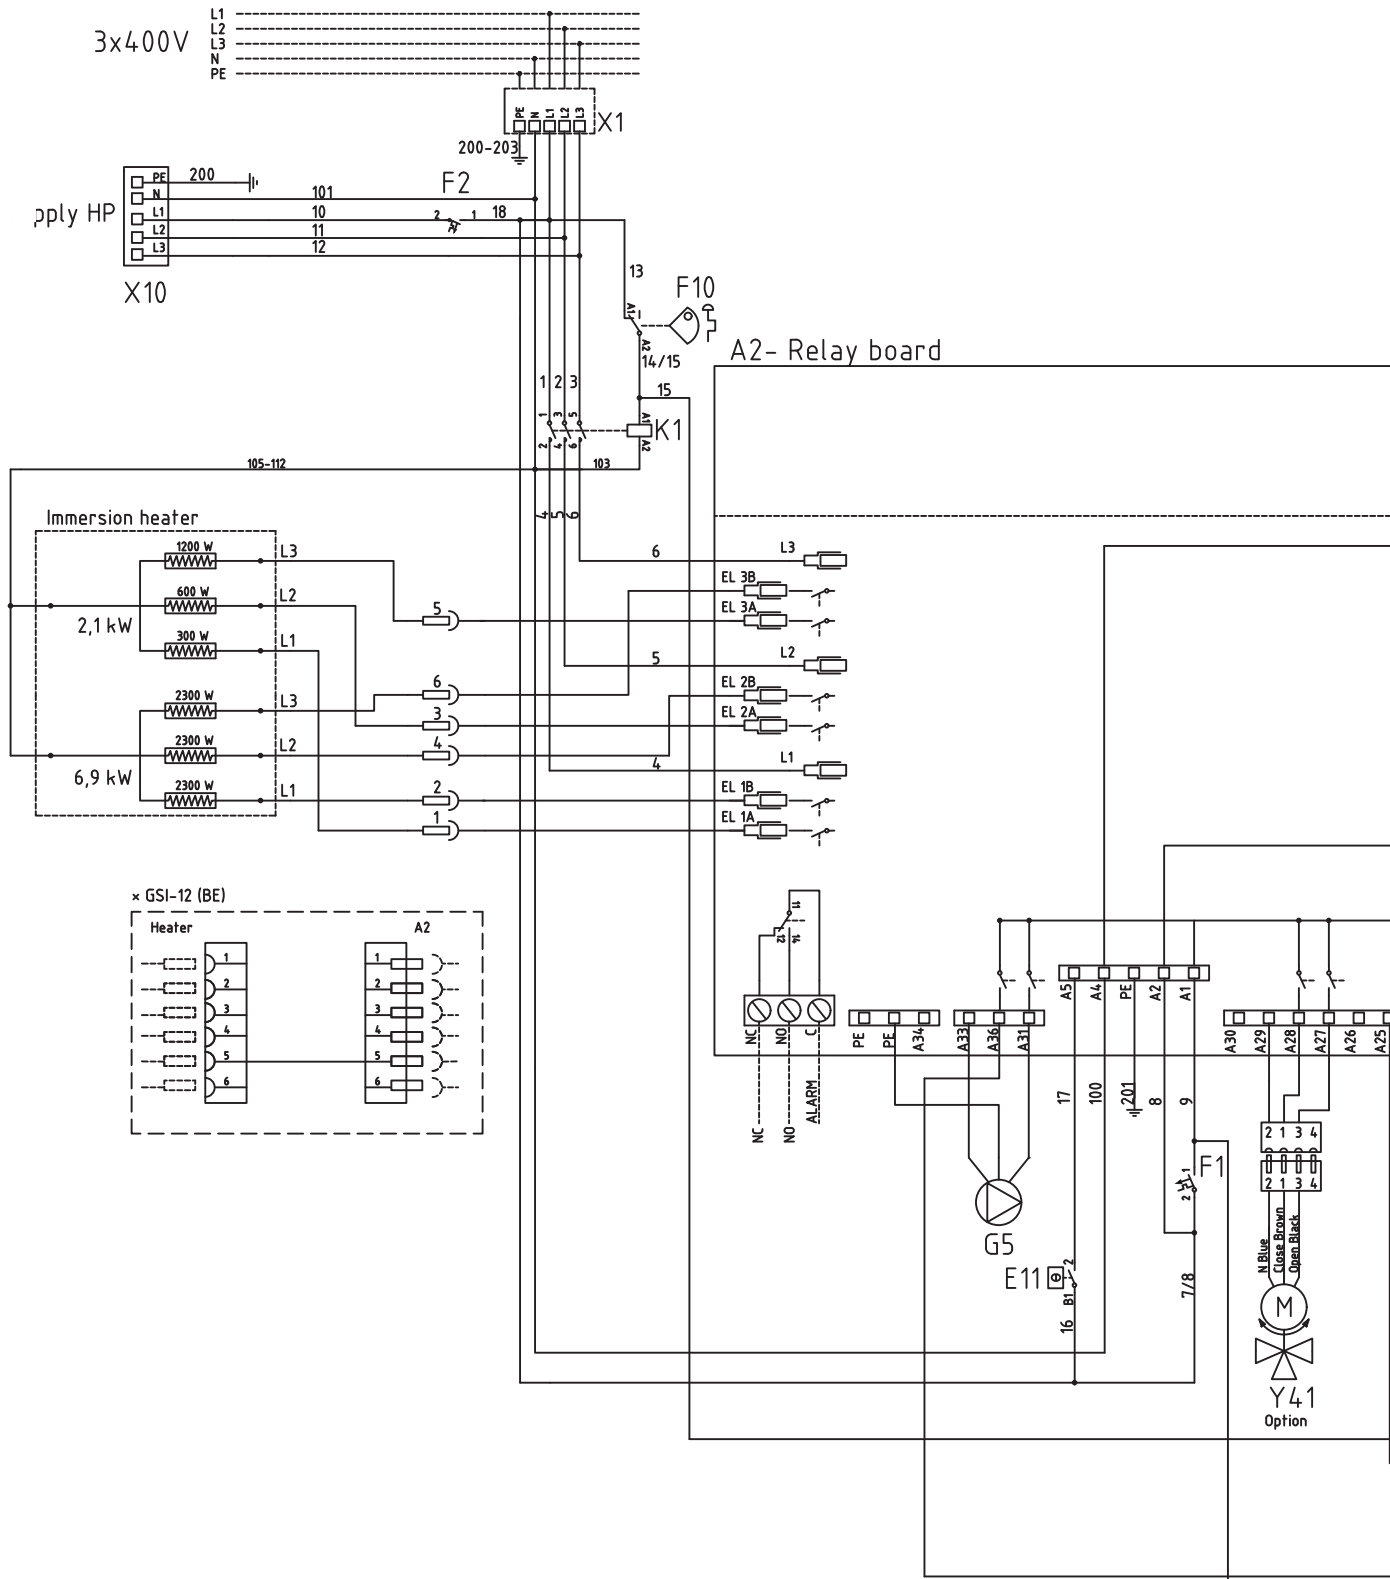 L1
L2
3x400V
L3
N
PE
PE N L1 L2 L3
X1
200-203
PE 200
F2
N 101
pply HP
L1 10 2 1 18
L2 11
L3 12
X10
13
F10
A1
A2
14/15
A2- Relay board
1 2 3
15
1 3 5
A1
K1
2 4 6
A2
105-112
103
4 5 6
Immersion heater
1200 W
L3
6
L3
EL 3B
600 W
L2
2,1 kW
5
EL 3A
300 W
L1
5
L2
6
EL 2B
2300 W
L3
3
EL 2A
2300 W
L2
4
6,9 kW
4
L1
2300 W
L1
2
EL 1B
1
EL 1A
× GSI-12 (BE)
Heater
A2
1 1
2 2
3 3
4 4
5 5
6 6
11
12 14
NC NO C
PE PE A34
A33 A36 A31
A5 A4 PE A2 A1
A30 A29 A28 A27 A26 A25
NC NO ALARM
17 100 201 8 9
2 1 3 4
2 1 3 4
1
F1
2
G5
N Blue
Close Brown
Open Black
2
E11
B1
16
7/8
M
Y41
Option